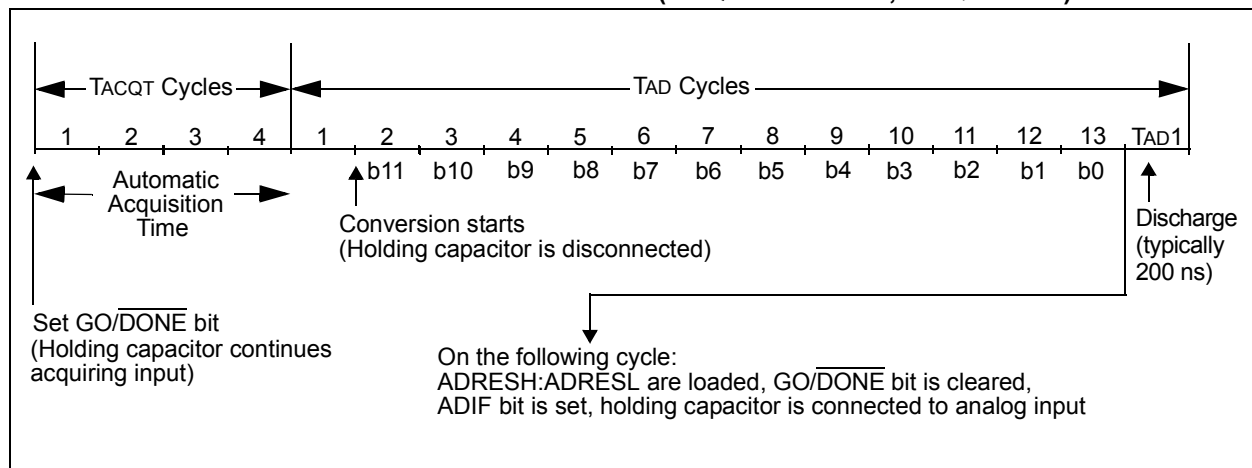 TACQT Cycles TAD Cycles
1 2 3 4 1 2 3 4 5 6 7 8 9 10 11 12 13 TAD1
b11 b10 b9 b8 b7 b6 b5 b4 b3 b2 b1 b0
Automatic
Acquisition
Time
Conversion starts
(Holding capacitor is disconnected)
Discharge
(typically
200 ns)
Set GO/DONE bit
(Holding capacitor continues
acquiring input)
On the following cycle:
ADRESH:ADRESL are loaded, GO/DONE bit is cleared,
ADIF bit is set, holding capacitor is connected to analog input